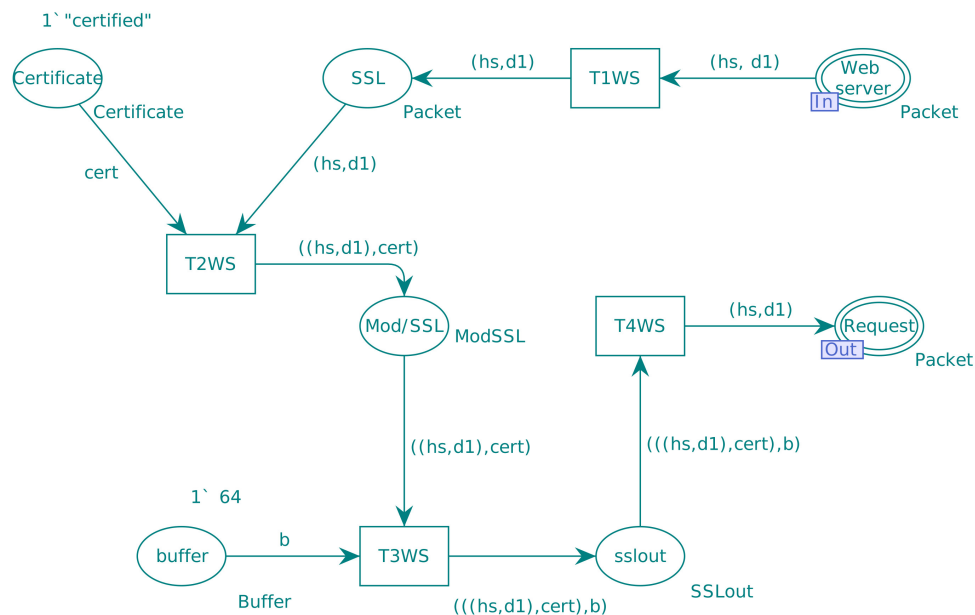 1`"certified"
Certificate
Certificate
SSL
Packet
(hs,d1)
T1WS
(hs, d1)
Web
server
In
Packet
cert
(hs,d1)
T2WS
((hs,d1),cert)
Mod/SSL
ModSSL
T4WS
(hs,d1)
Request
Out
Packet
((hs,d1),cert)
(((hs,d1),cert),b)
1` 64
buffer
b
T3WS
sslout
Buffer
(((hs,d1),cert),b)
SSLout